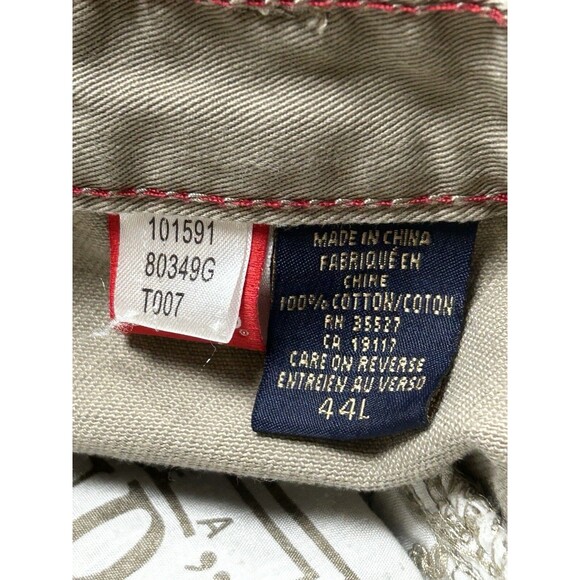 101591
80349G
T007
MADE IN CHINA
FABRIQUÉ EN
CHINE
100% COTTON/COTON
RN 35527
CA 19117
CARE ON REVERSE
ENTREIEN AU VERSO
44L